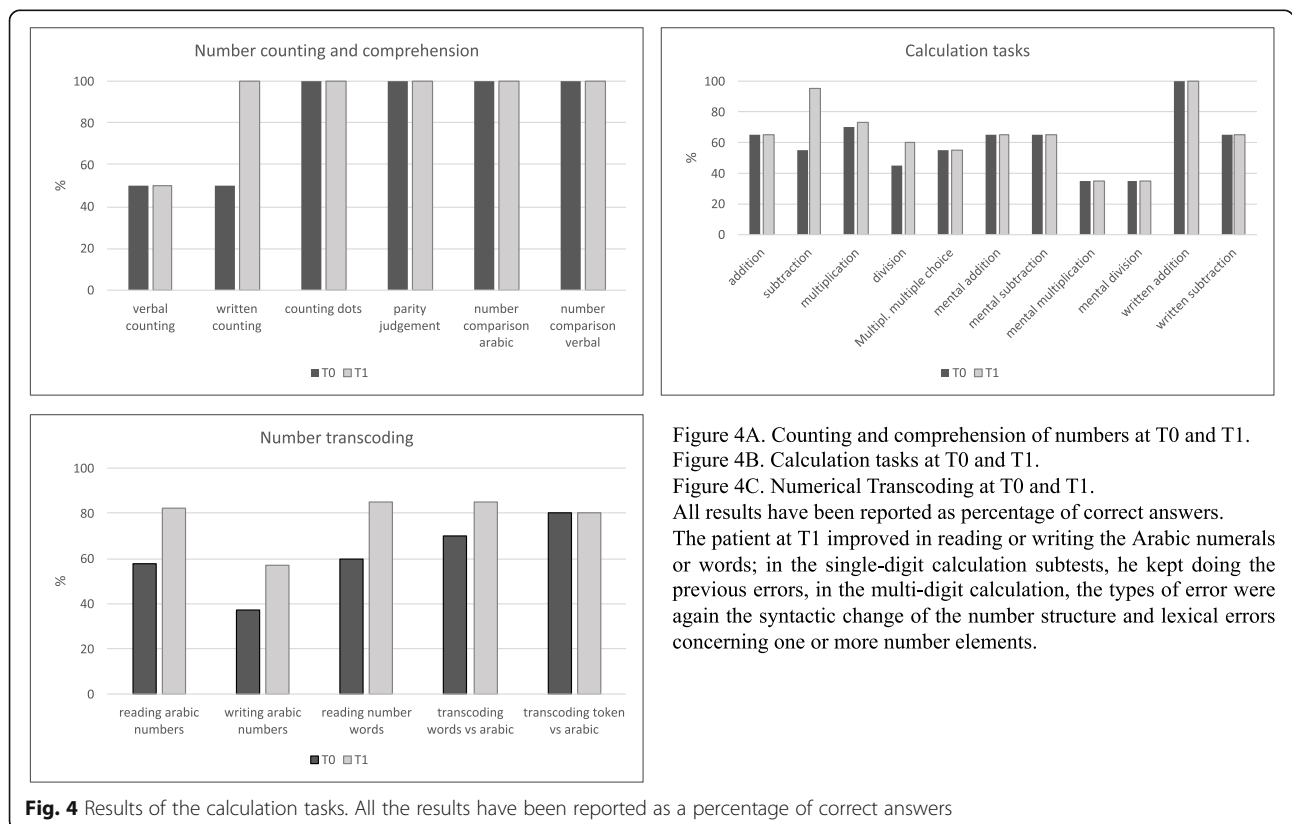 Number counting and comprehension
100
80
60
40
20
0
%
verbal counting
written counting
counting dots
parity judgement
number comparison arabic
number comparison verbal
T0 T1
Calculation tasks
100
80
60
40
20
0
%
addition
subtraction
multiplication
division
Multipl. multiple choice
mental addition
mental subtraction
mental multiplication
mental division
written addition
written subtraction
T0 T1
Number transcoding
100
80
60
40
20
0
%
reading arabic numbers
writing arabic numbers
reading number words
transcoding words vs arabic
transcoding token vs arabic
T0 T1
Figure 4A. Counting and comprehension of numbers at T0 and T1.
Figure 4B. Calculation tasks at T0 and T1.
Figure 4C. Numerical Transcoding at T0 and T1.
All results have been reported as percentage of correct answers.
The patient at T1 improved in reading or writing the Arabic numerals
or words; in the single-digit calculation subtests, he kept doing the
previous errors, in the multi-digit calculation, the types of error were
again the syntactic change of the number structure and lexical errors
concerning one or more number elements.
Fig. 4 Results of the calculation tasks. All the results have been reported as a percentage of correct answers